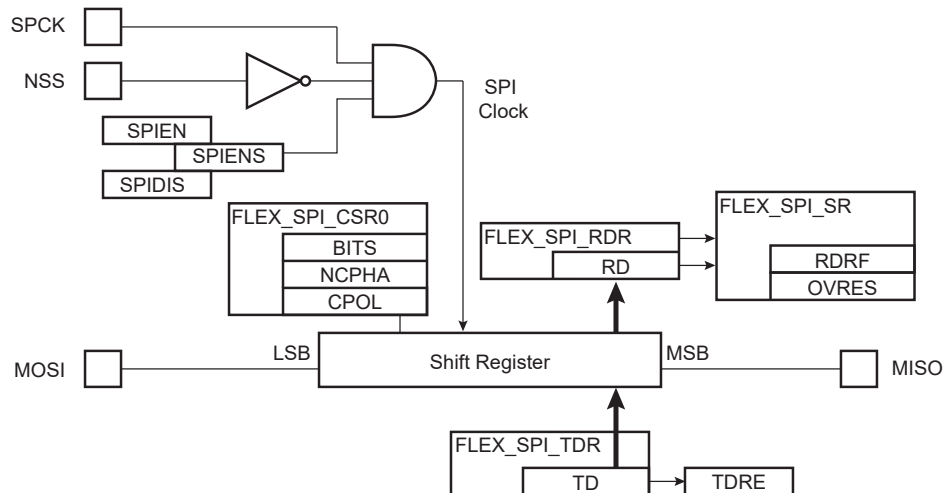 SPCK
NSS
SPI
Clock
SPIEN
SPIENS
SPIDIS
FLEX_SPI_CSR0
BITS
NCPHA
CPOL
FLEX_SPI_RDR
RD
FLEX_SPI_SR
RDRF
OVRES
MOSI
LSB
Shift Register
MSB
MISO
FLEX_SPI_TDR
TD
TDRE